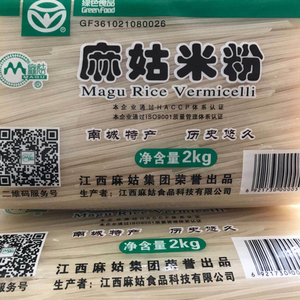 绿色食品
GreenFood
GF361021080026
麻姑
麻姑米粉
Magu Rice Vermicelli
本企业通过HACCP体系认证
本企业通过ISO9001质量管理体系认证
南城特产 历史悠久
净含量2kg
二维码服务号
江西麻姑集团荣誉出品
生产者：江西麻姑食品科技有限公司
净含量2kg
江西麻姑集团荣誉出品
生产者：江西麻姑食品科技有限公司